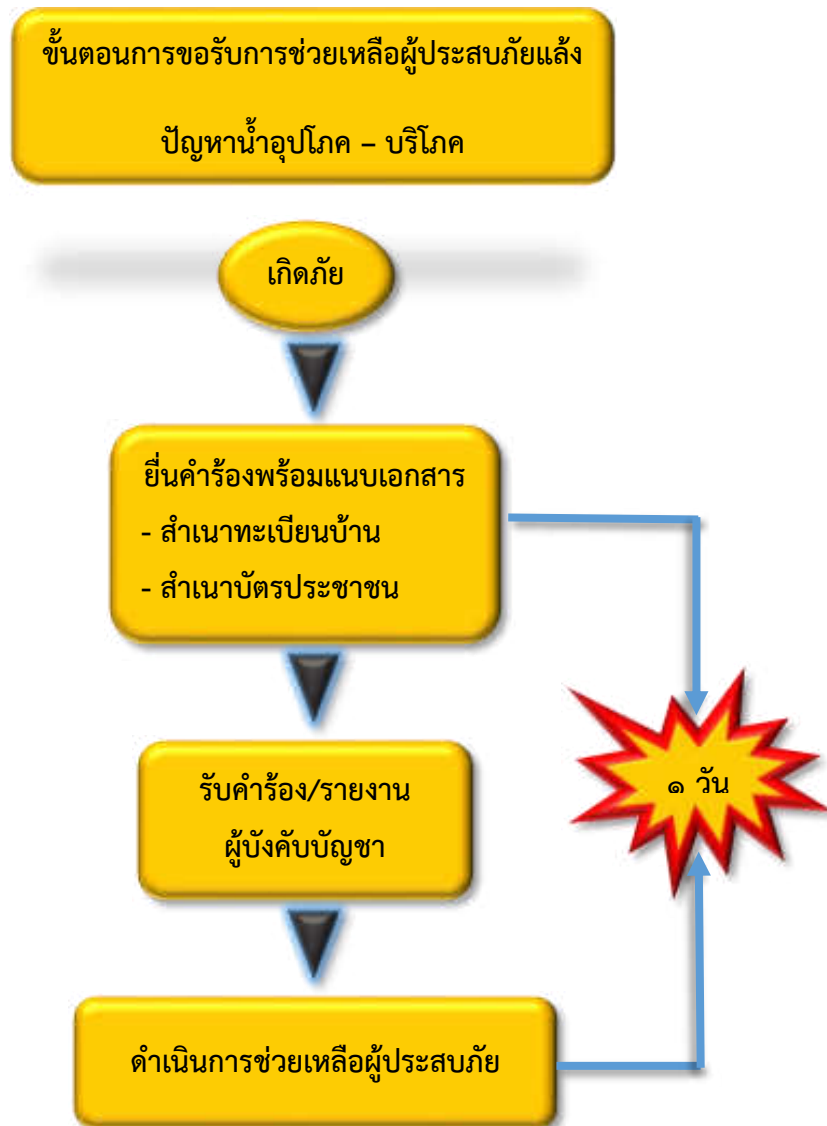 ขั้นตอนการขอรับการช่วยเหลือผู้ประสบภัยแล้ง
ปัญหาน้ำอุปโภค – บริโภค
เกิดภัย
ยื่นคำร้องพร้อมแนบเอกสาร
- สำเนาทะเบียนบ้าน
- สำเนาบัตรประชาชน
๑ วัน
รับคำร้อง/รายงาน
ผู้บังคับบัญชา
ดำเนินการช่วยเหลือผู้ประสบภัย